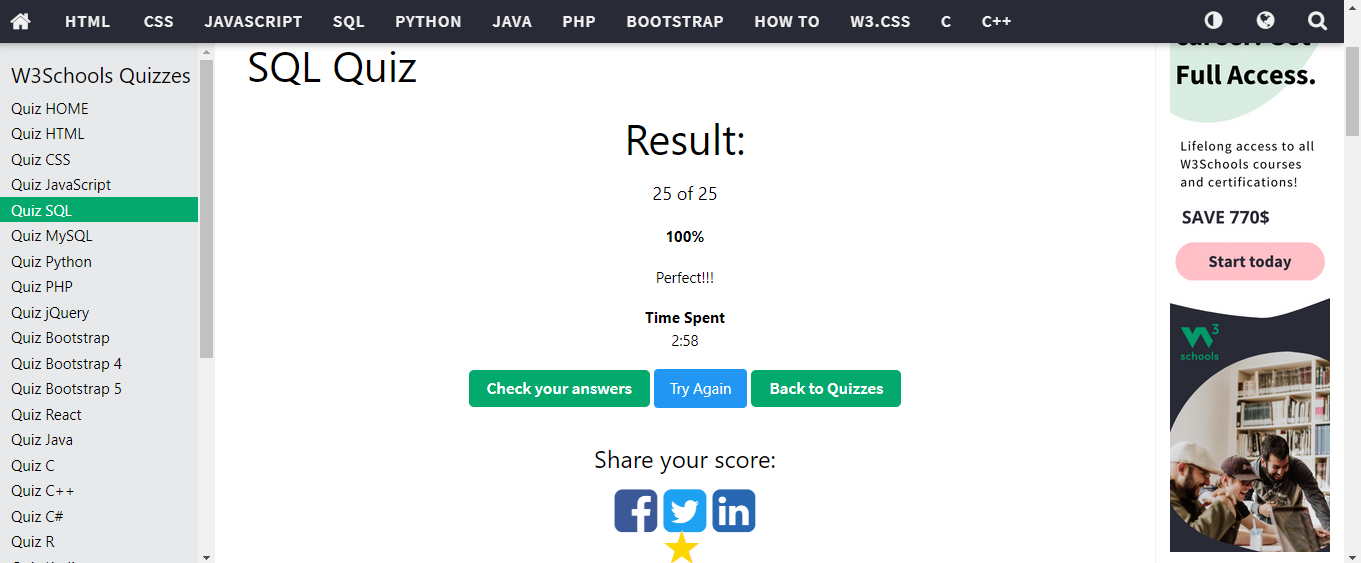 HTML CSS JAVASCRIPT SQL PYTHON JAVA PHP BOOTSTRAP HOW TO W3.CSS C C++
W3Schools Quizzes
Quiz HOME
Quiz HTML
Quiz CSS
Quiz JavaScript
Quiz SQL
Quiz MySQL
Quiz Python
Quiz PHP
Quiz jQuery
Quiz Bootstrap
Quiz Bootstrap 4
Quiz Bootstrap 5
Quiz React
Quiz Java
Quiz C
Quiz C++
Quiz C#
Quiz R
SQL Quiz
Result:
25 of 25
100%
Perfect!!!
Time Spent
2:58
Check your answers Try Again Back to Quizzes
Share your score:
Full Access.
Lifelong access to all
W3Schools courses
and certifications!
SAVE 770$
Start today
W3
schools